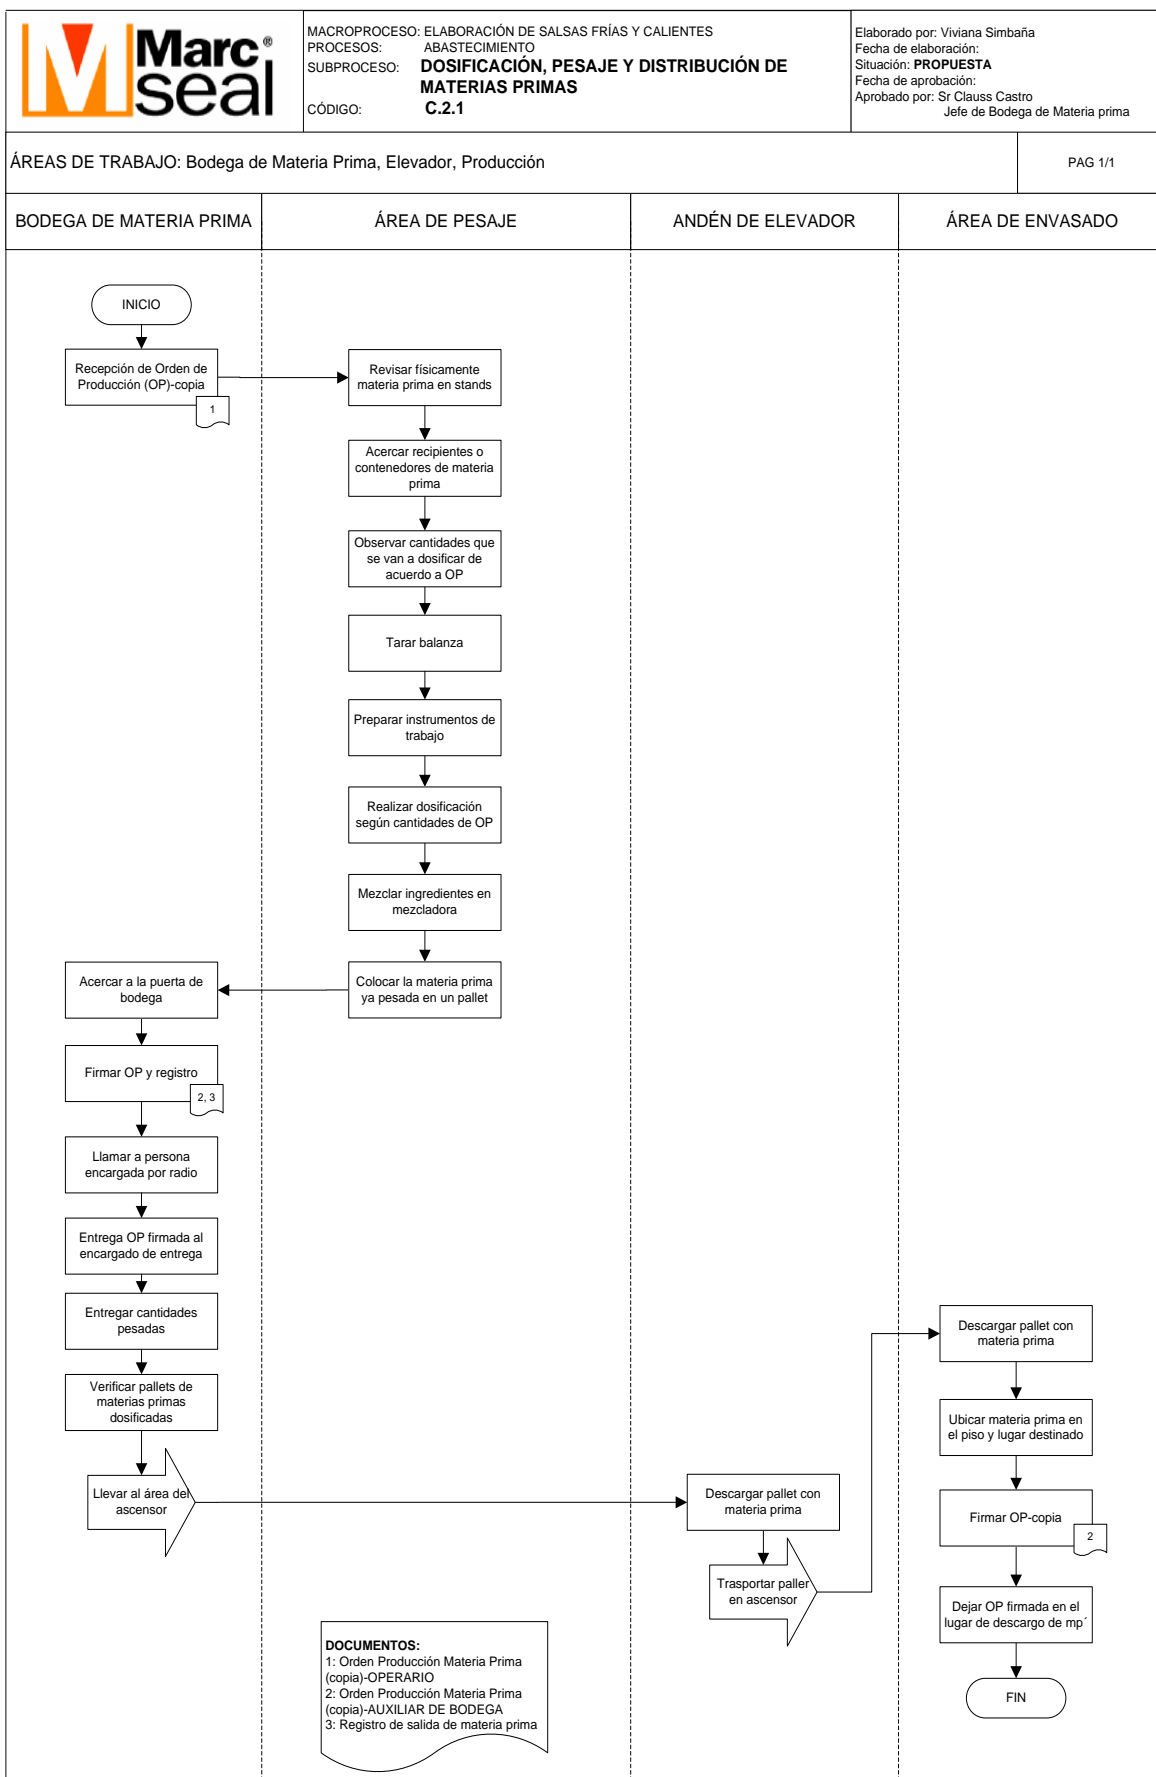 Marc®
seal
MACROPROCESO: ELABORACIÓN DE SALSAS FRÍAS Y CALIENTES
PROCESOS: ABASTECIMIENTO
SUBPROCESO: DOSIFICACIÓN, PESAJE Y DISTRIBUCIÓN DE
MATERIAS PRIMAS
CÓDIGO: C.2.1
Elaborado por: Viviana Simbaña
Fecha de elaboración:
Situación: PROPUESTA
Fecha de aprobación:
Aprobado por: Sr Clauss Castro
Jefe de Bodega de Materia prima
ÁREAS DE TRABAJO: Bodega de Materia Prima, Elevador, Producción
PAG 1/1
BODEGA DE MATERIA PRIMA
ÁREA DE PESAJE
ANDÉN DE ELEVADOR
ÁREA DE ENVASADO
INICIO
Recepción de Orden de
Producción (OP)-copia
1
Revisar físicamente
materia prima en stands
Acercar recipientes o
contenedores de materia
prima
Observar cantidades que
se van a dosificar de
acuerdo a OP
Tarar balanza
Preparar instrumentos de
trabajo
Realizar dosificación
según cantidades de OP
Mezclar ingredientes en
mezcladora
Colocar la materia prima
ya pesada en un pallet
Acercar a la puerta de
bodega
Firmar OP y registro
2, 3
Llamar a persona
encargada por radio
Entrega OP firmada al
encargado de entrega
Entregar cantidades
pesadas
Verificar pallets de
materias primas
dosificadas
Llevar al área del
ascensor
Descargar pallet con
materia prima
Trasportar paller
en ascensor
Descargar pallet con
materia prima
Ubicar materia prima en
el piso y lugar destinado
Firmar OP-copia
2
Dejar OP firmada en el
lugar de descargo de mp´
FIN
DOCUMENTOS:
1: Orden Producción Materia Prima
(copia)-OPERARIO
2: Orden Producción Materia Prima
(copia)-AUXILIAR DE BODEGA
3: Registro de salida de materia prima